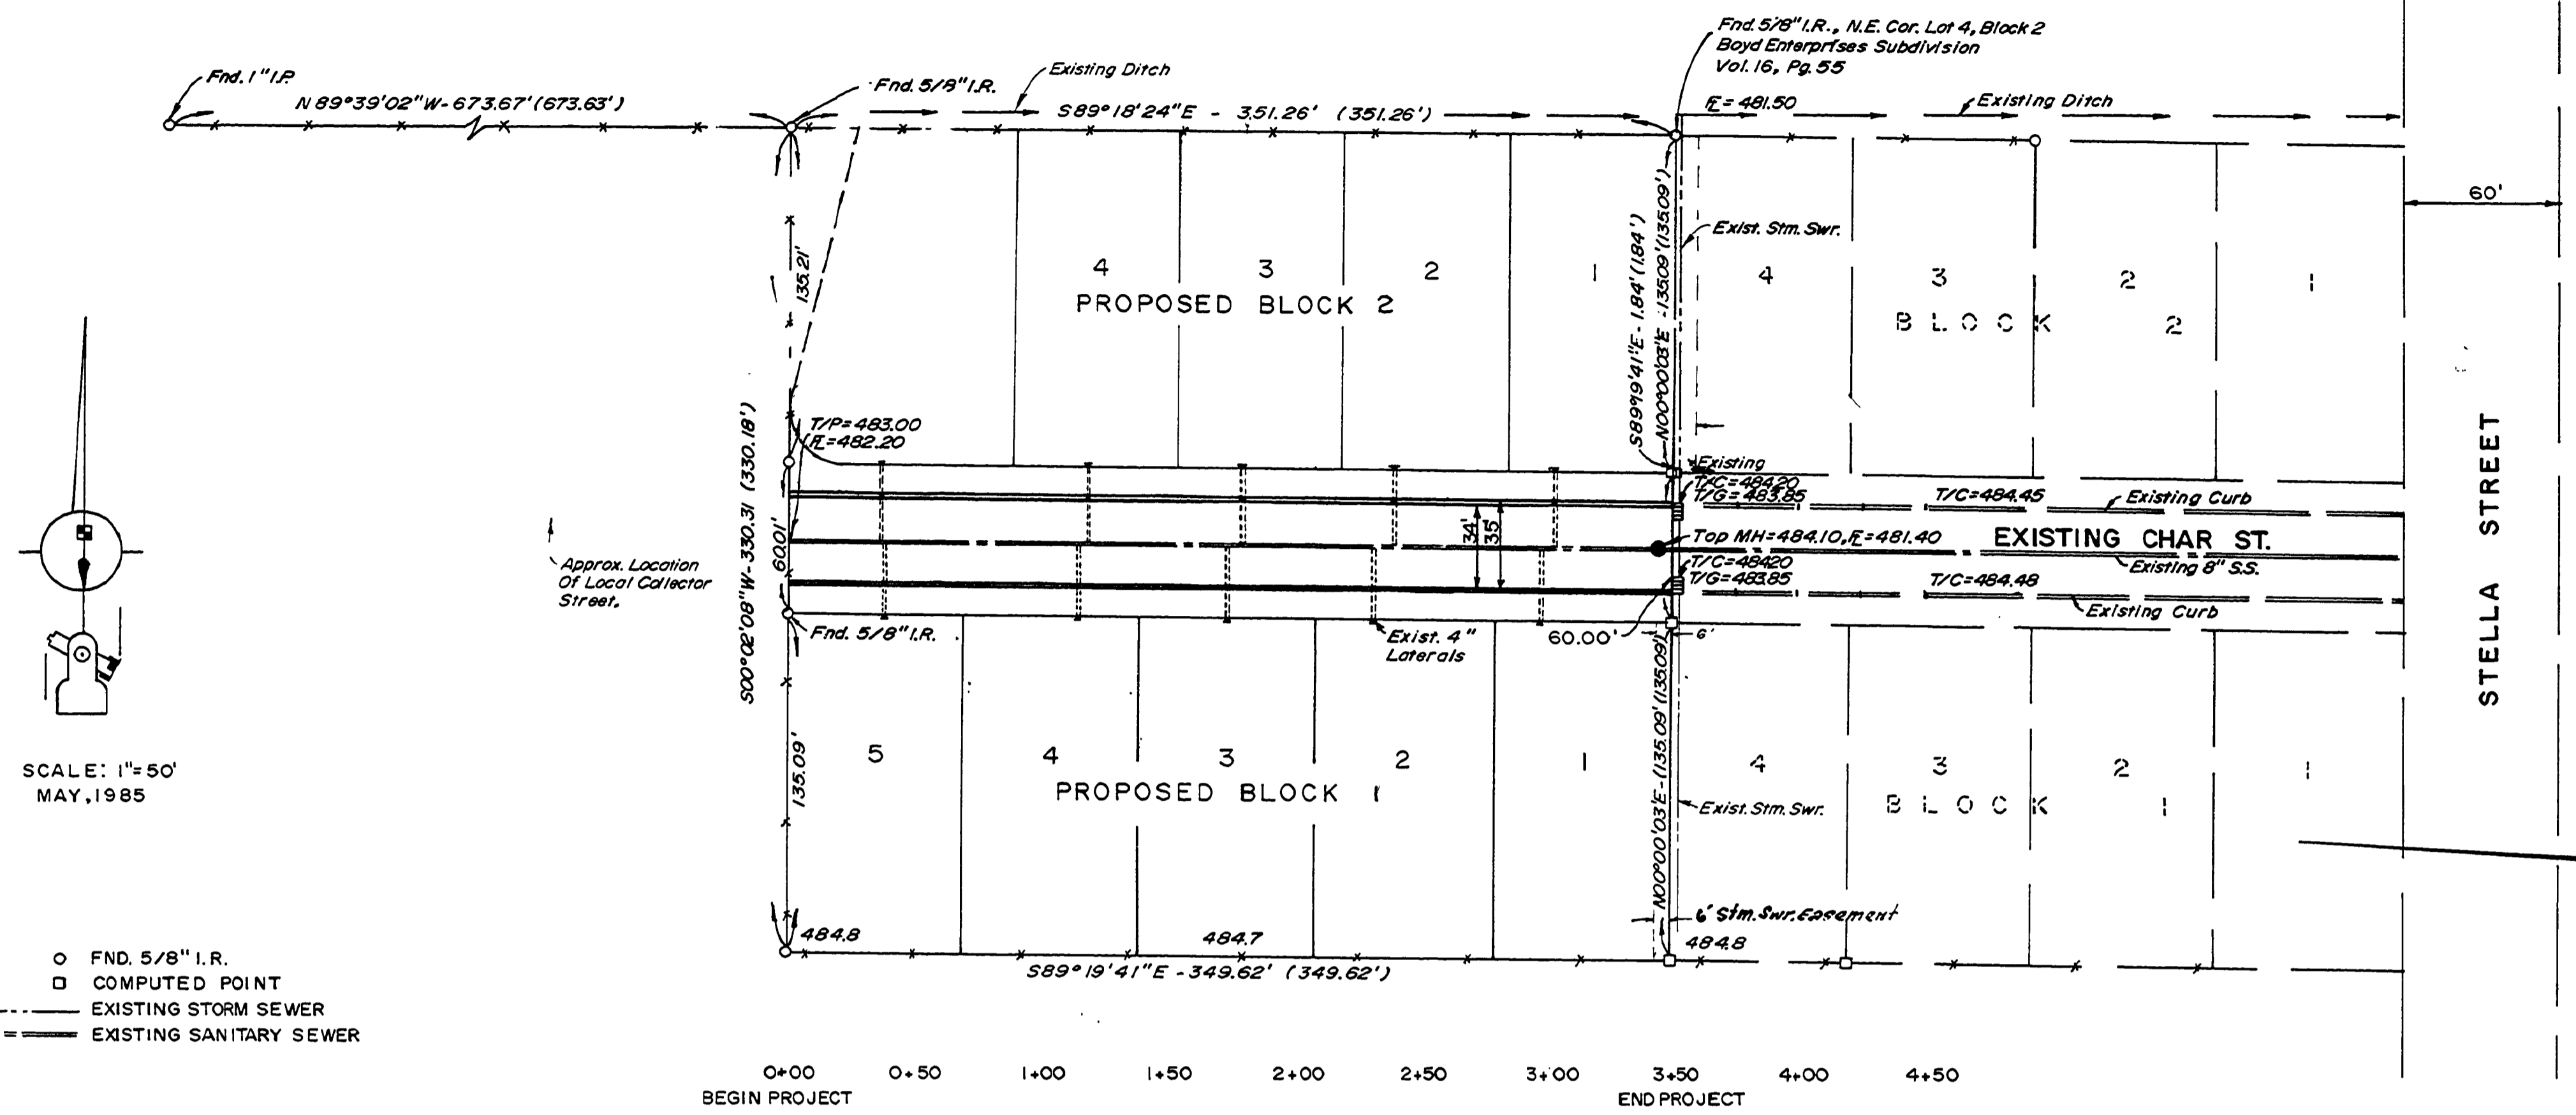 Fnd. 5/8" I.R., N.E. Cor. Lot 4, Block 2
Boyd Enterprises Subdivision
Vol. 16, Pg. 55
Fnd. 1" I.P.
N 89°39'02"W - 673.67' (673.63')
Fnd. 5/8" I.R.
Existing Ditch
S89°18'24"E - 351.26' (351.26')
℄ = 481.50
Existing Ditch
60'
135.21'
4
3
2
1
PROPOSED BLOCK 2
S89°19'41"E - 1.84' (1.84')
N00°00'03"E - 135.09' (135.09')
Exist. Stm. Swr.
4
3
2
1
BLOCK 2
STELLA STREET
T/P=483.00
℄=482.20
S00°02'08"W - 330.31 (330.18')
60.01'
Approx. Location
Of Local Collector
Street.
34'
35'
Existing
T/C=484.20
T/G=483.85
T/C=484.45
Existing Curb
Top MH=484.10, ℄=481.40
EXISTING CHAR ST.
T/C=484.20
Existing 8" S.S.
T/G=483.85
T/C=484.48
Existing Curb
Fnd. 5/8" I.R.
Exist. 4"
Laterals
60.00'
6'
135.09'
5
4
3
2
1
PROPOSED BLOCK 1
N00°00'03"E - (135.09' (135.09')
Exist. Stm. Swr.
4
3
2
1
BLOCK 1
6' Stm. Swr. Easement
484.8
484.7
484.8
S89°19'41"E - 349.62' (349.62')
SCALE: 1"=50'
MAY, 1985
FND. 5/8" I.R.
COMPUTED POINT
EXISTING STORM SEWER
EXISTING SANITARY SEWER
0+00
0+50
1+00
1+50
2+00
2+50
3+00
3+50
4+00
4+50
BEGIN PROJECT
END PROJECT